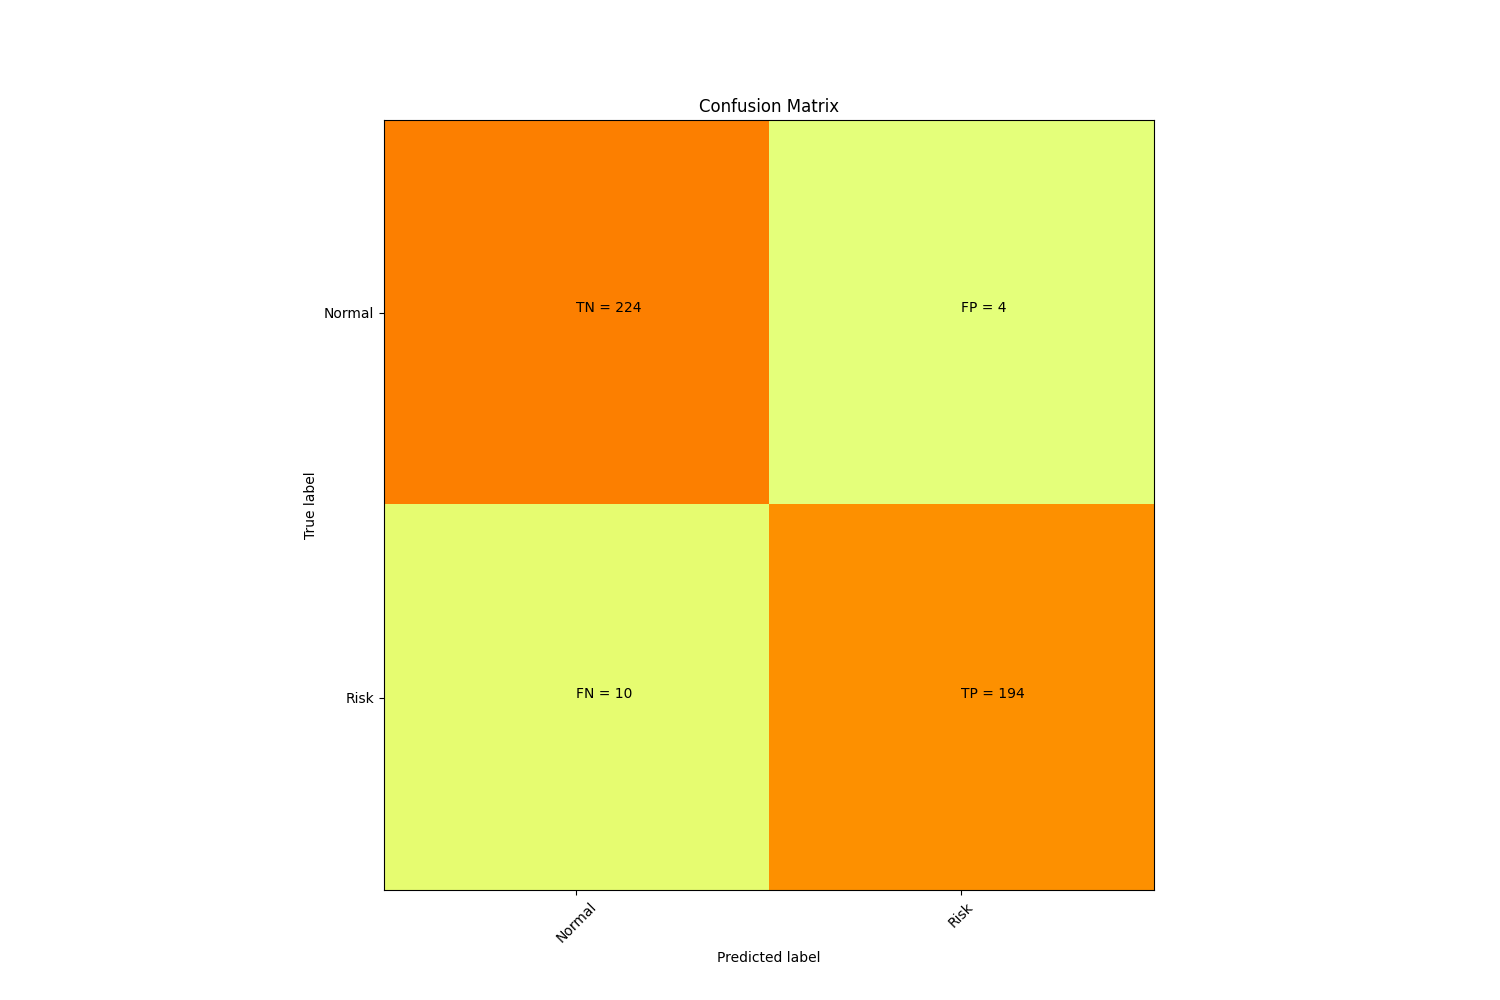 Confusion Matrix
Normal
TN = 224
FP = 4
True label
Risk
FN = 10
TP = 194
Normal
Risk
Predicted label